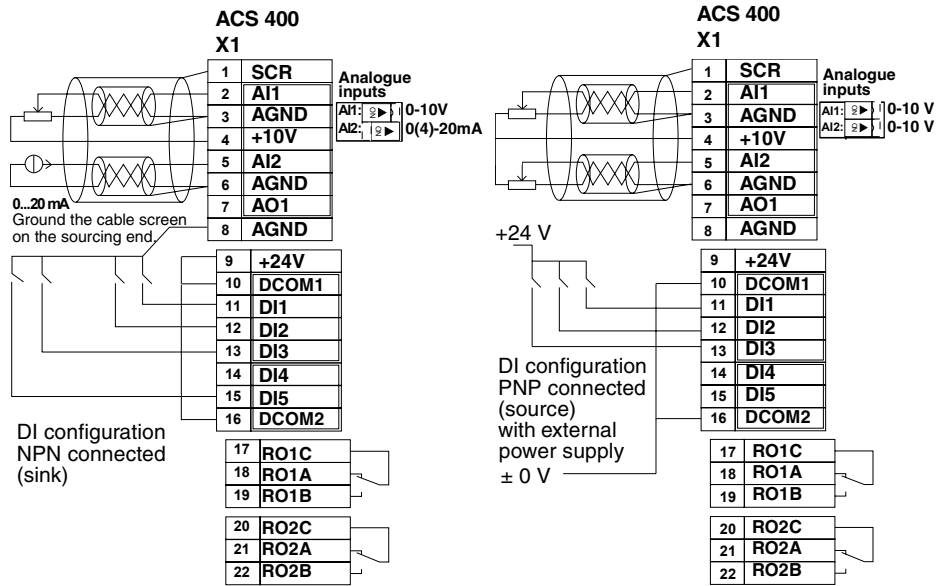 ACS 400
X1
1 SCR
2 AI1
3 AGND
4 +10V
5 AI2
6 AGND
7 AO1
8 AGND
Analogue
inputs
AI1: ON 0-10V
AI2: ON 0(4)-20mA
0...20 mA
Ground the cable screen
on the sourcing end.
9 +24V
10 DCOM1
11 DI1
12 DI2
13 DI3
14 DI4
15 DI5
16 DCOM2
DI configuration
NPN connected
(sink)
17 RO1C
18 RO1A
19 RO1B
20 RO2C
21 RO2A
22 RO2B
ACS 400
X1
1 SCR
2 AI1
3 AGND
4 +10V
5 AI2
6 AGND
7 AO1
8 AGND
Analogue
inputs
AI1: ON 0-10 V
AI2: ON 0-10 V
+24 V
9 +24V
10 DCOM1
11 DI1
12 DI2
13 DI3
14 DI4
15 DI5
16 DCOM2
DI configuration
PNP connected
(source)
with external
power supply
± 0 V
17 RO1C
18 RO1A
19 RO1B
20 RO2C
21 RO2A
22 RO2B